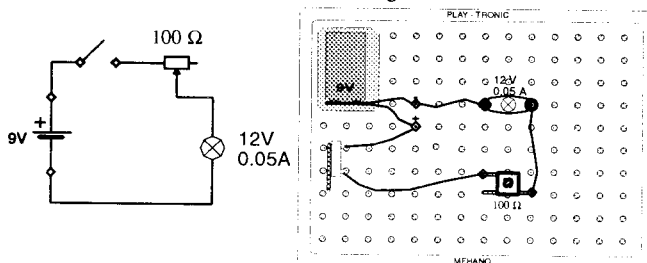 100 Ω
+
9V
12V
0.05A
PLAY - TRONIC
9V
12V
0.05 A
+
100 Ω
MEHANO